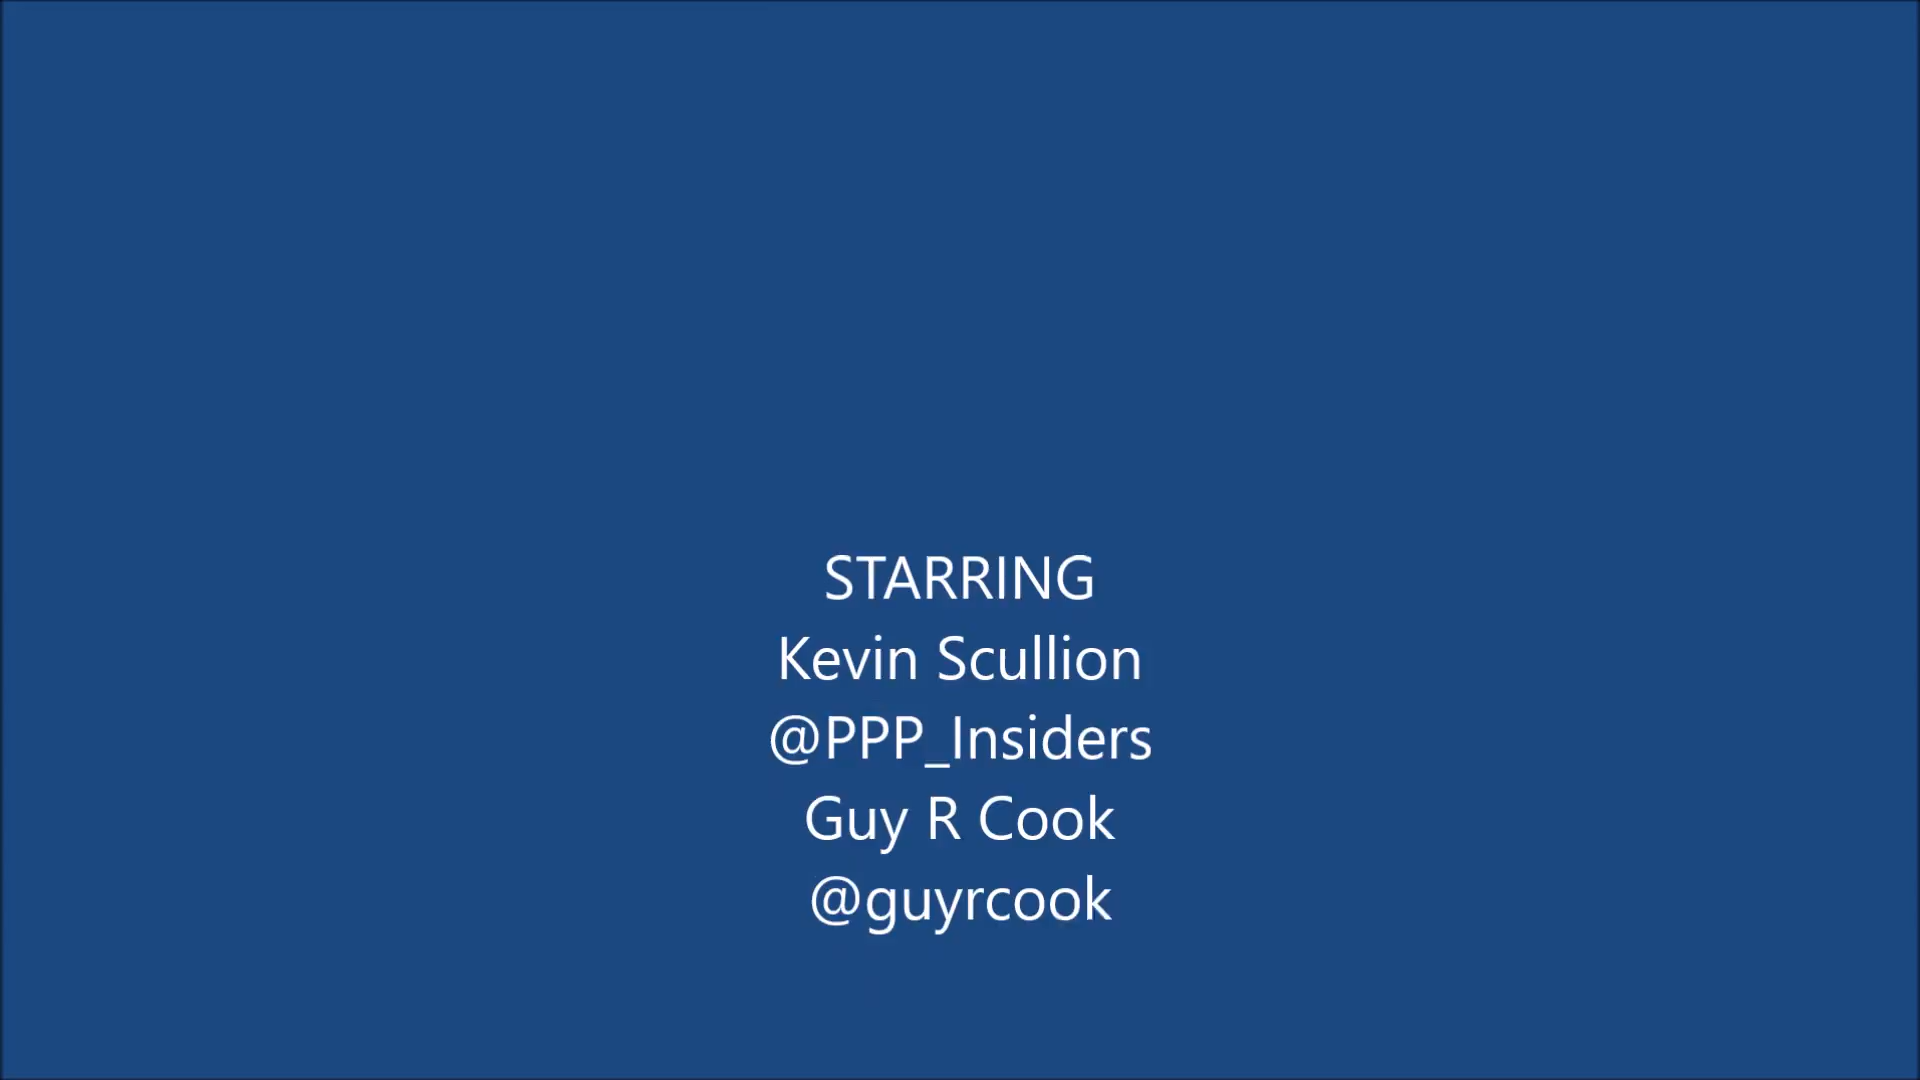 STARRING
Kevin Scullion
@PPP_Insiders
Guy R Cook
@guyrcook